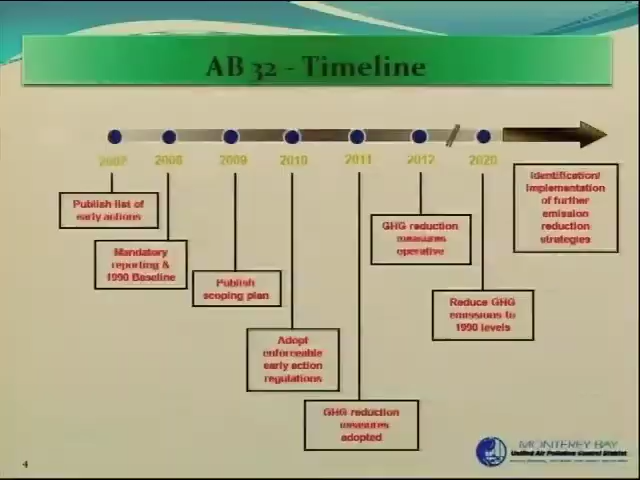 AB 32 - Timeline
2007 2008 2009 2010 2011 2012 2020
Publish list of
early actions
Mandatory
reporting &
1990 Baseline
Publish
scoping plan
Adopt
enforceable
early action
regulations
GHG reduction
measures
adopted
GHG reduction
measures
operative
Reduce GHG
emissions to
1990 levels
Identification/
Implementation
of further
emission
reduction
strategies
4
MONTEREY BAY
Unified Air Pollution Control District